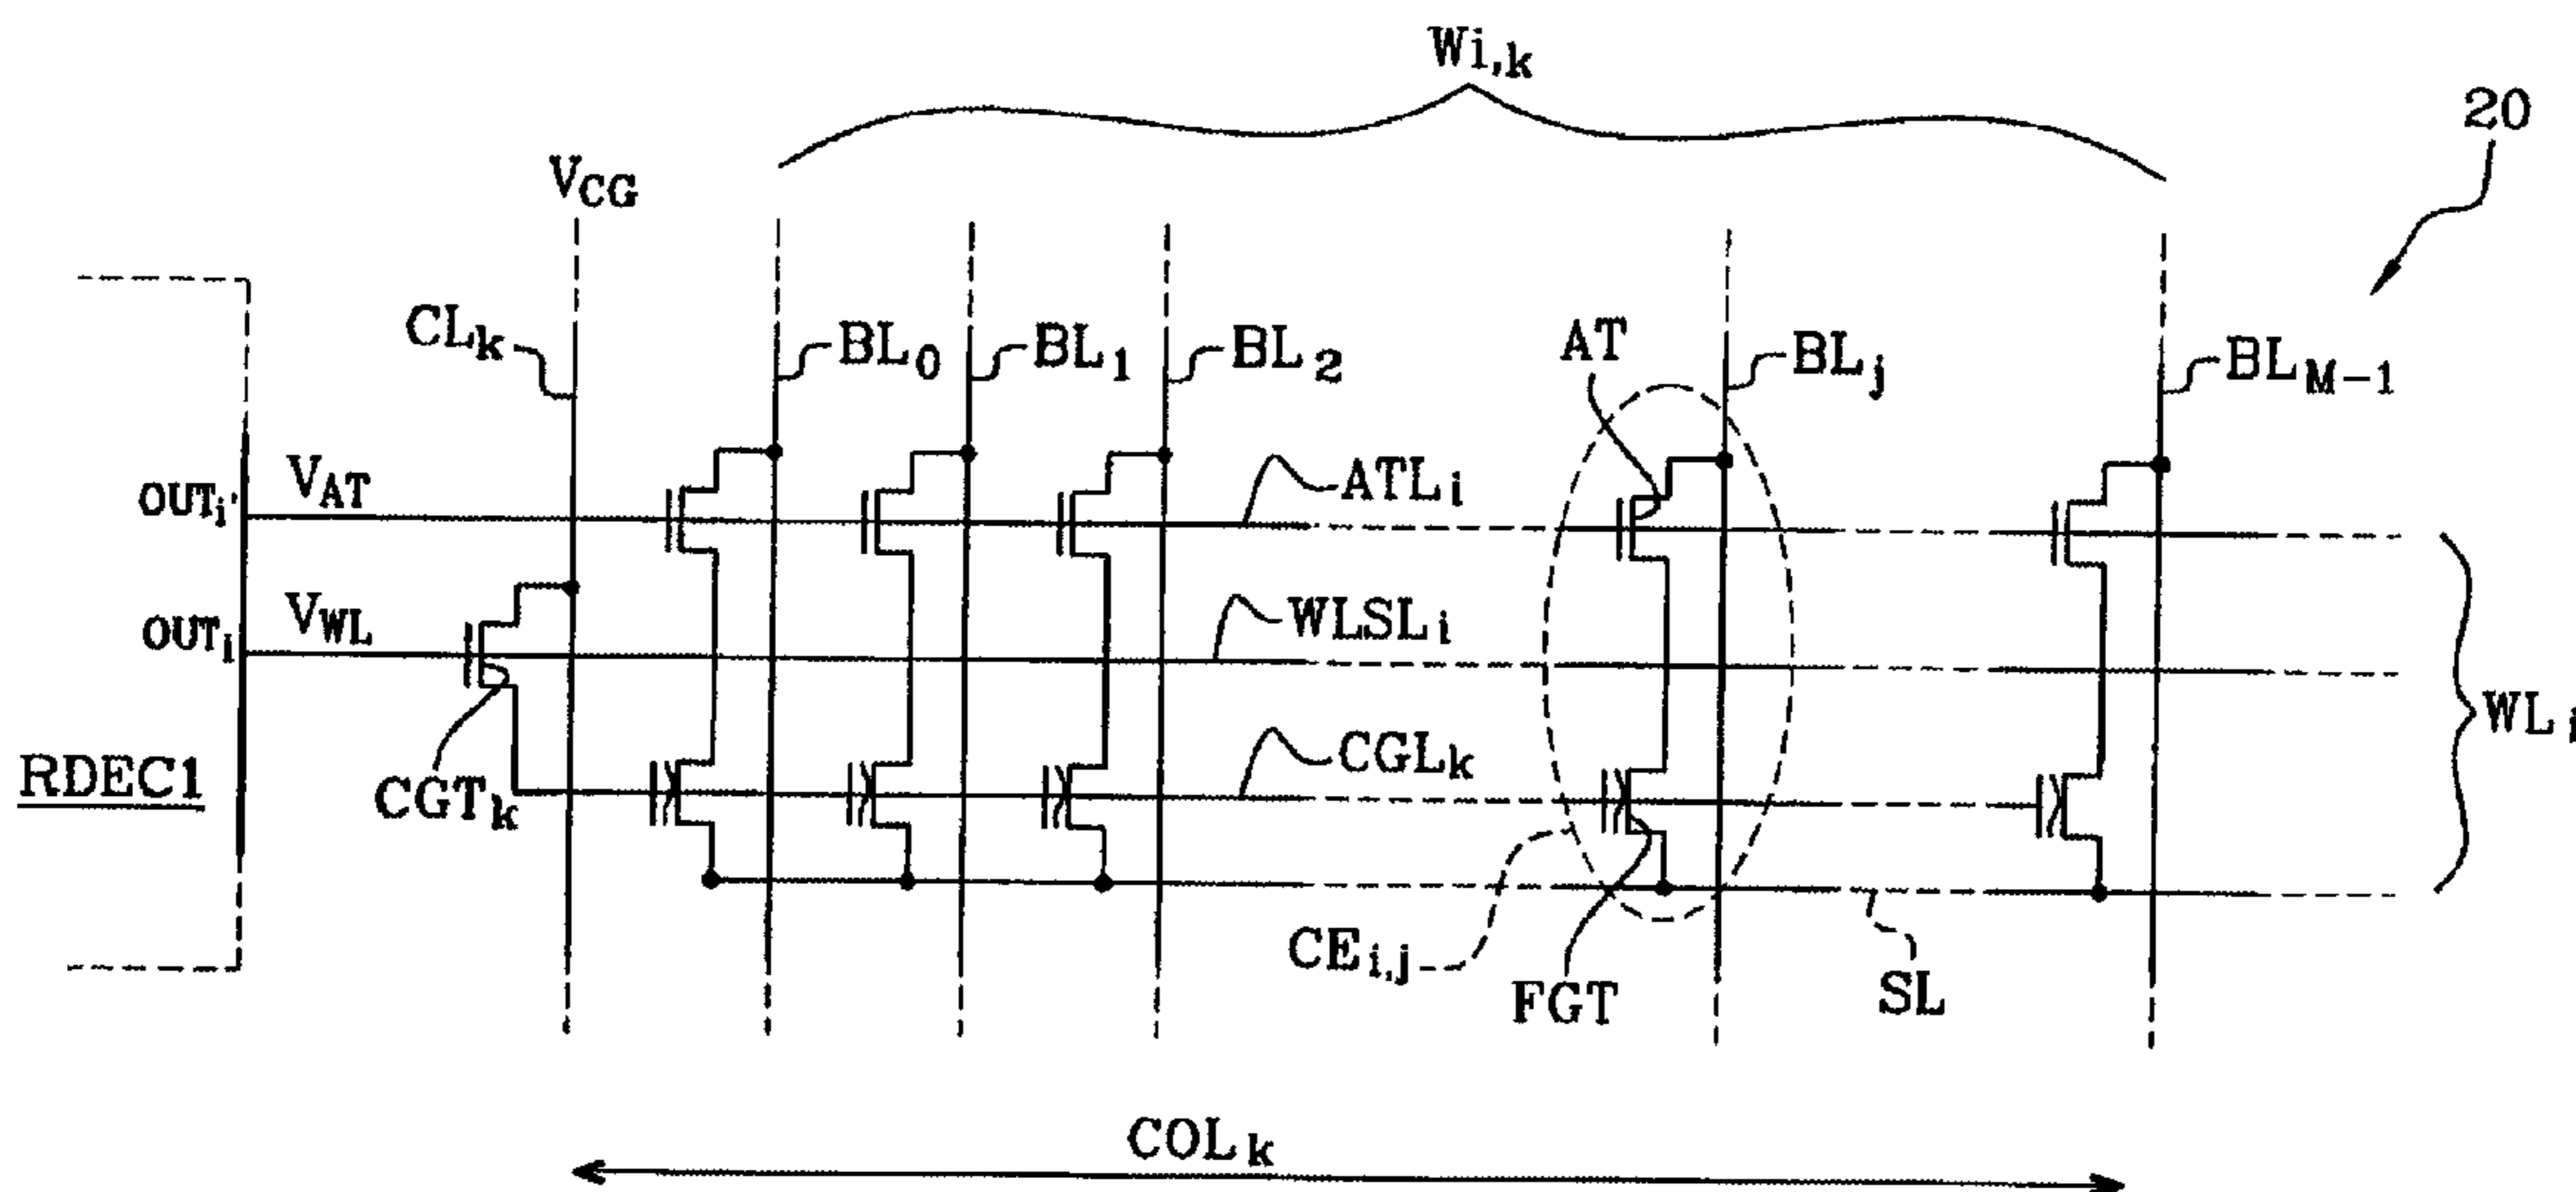 Wi,k
20
VCG
CLk
BL0
BL1
BL2
AT
BLj
BLM-1
OUTi'
VAT
ATLi
OUTi
VWL
WLSLi
WLi
RDEC1
CGTk
CGLk
CEi,j
FGT
SL
COLk